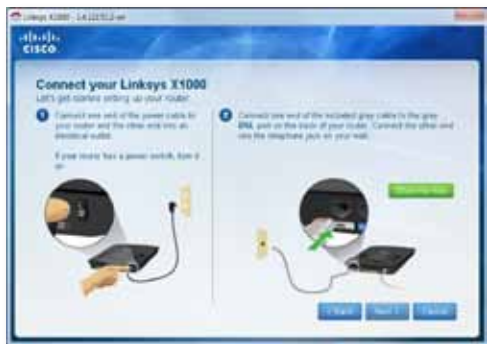 Linksys X1000 -
CISCO
Connect your Linksys X1000
Let's get started setting up your router.
1 Connect one end of the power cable to
your router and the other end into an
electrical outlet.
If your router has a power switch, turn it
on.
2 Connect one end of the included gray cable to the gray
DSL port on the back of your router. Connect the other end
into the telephone jack on your wall.
< Back
Next >
Cancel